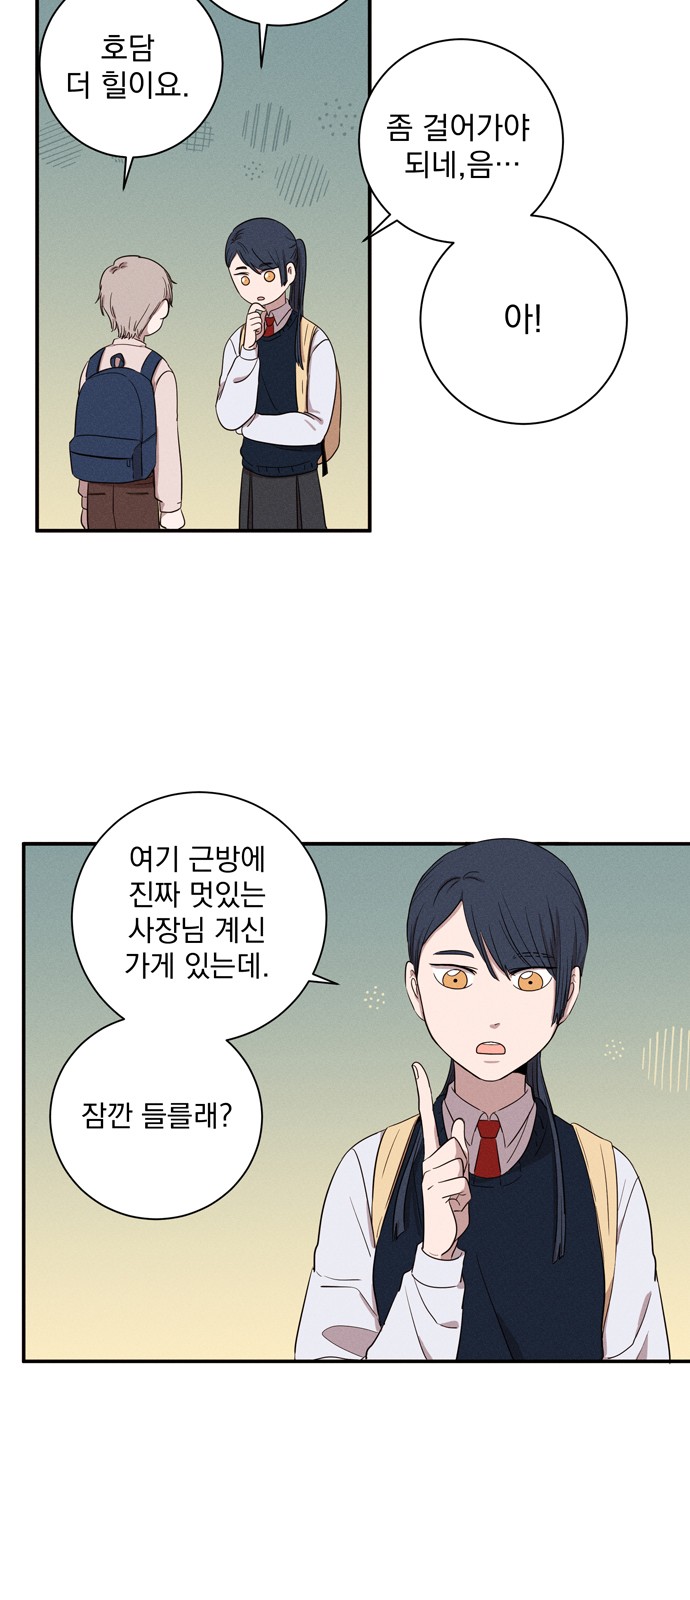 호담
더 힐이요.
좀 걸어가야
되네,음…
아!
여기 근방에
진짜 멋있는
사장님 계신
가게 있는데.
잠깐 들를래?